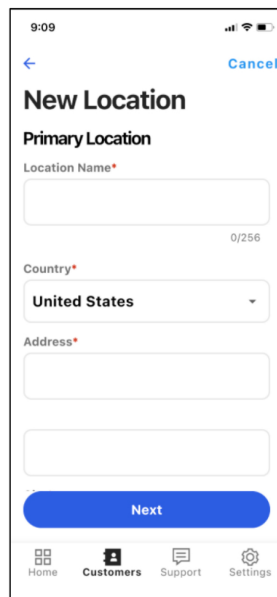 9:09
Cancel
New Location
Primary Location
Location Name*
0/256
Country*
United States
Address*
Next
Home Customers Support Settings